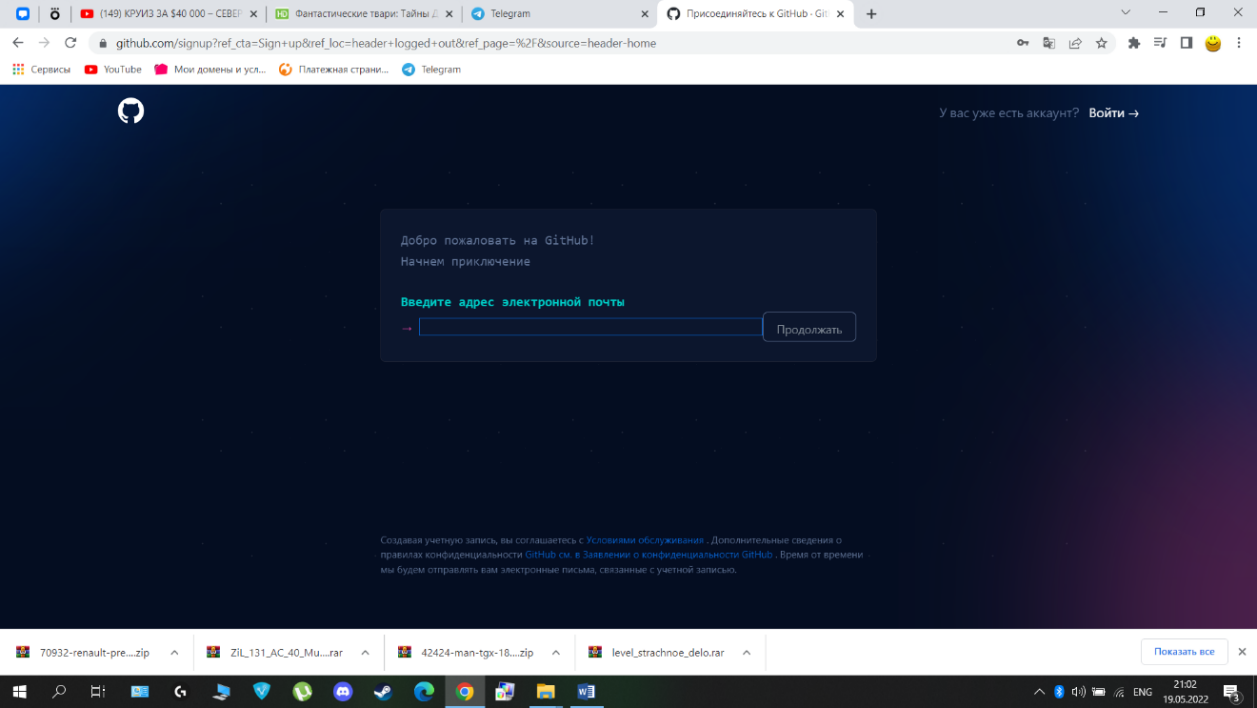 (149) КРУИЗ ЗА $40 000 – СЕВЕР
HD Фантастические твари: Тайны Д
Telegram
Присоединяйтесь к GitHub · Git
github.com/signup?ref_cta=Sign+up&ref_loc=header+logged+out&ref_page=%2F&source=header-home
Сервисы
YouTube
Мои домены и усл...
Платежная страни...
Telegram
У вас уже есть аккаунт? Войти →
Добро пожаловать на GitHub!
Начнем приключение
Введите адрес электронной почты
→
Продолжать
Создавая учетную запись, вы соглашаетесь с Условиями обслуживания . Дополнительные сведения о
правилах конфиденциальности GitHub см. в Заявлении о конфиденциальности GitHub . Время от времени
мы будем отправлять вам электронные письма, связанные с учетной записью.
70932-renault-pre....zip
ZiL_131_AC_40_Mu....rar
42424-man-tgx-18....zip
level_strachnoe_delo.rar
Показать все
ENG
21:02
19.05.2022
3